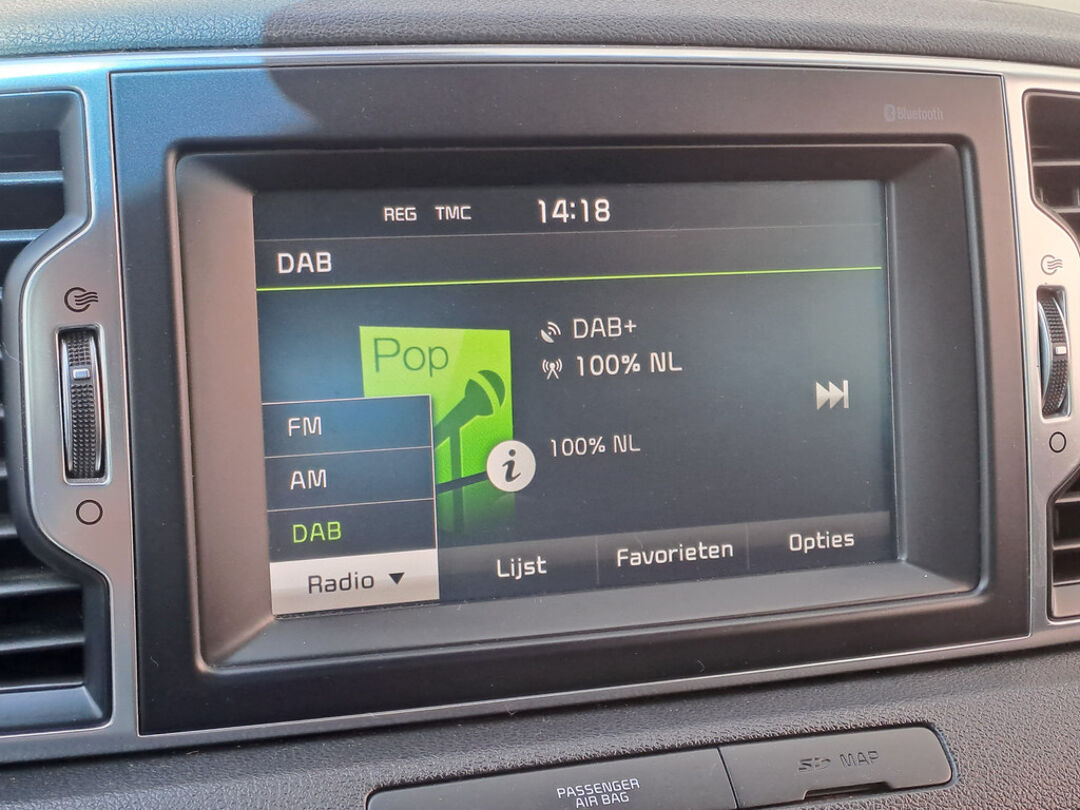 Bluetooth
REG TMC 14:18
DAB
Pop
DAB+
100% NL
100% NL
FM
AM
DAB
Radio ▼
Lijst
Favorieten
Opties
PASSENGER
AIR BAG
SD MAP